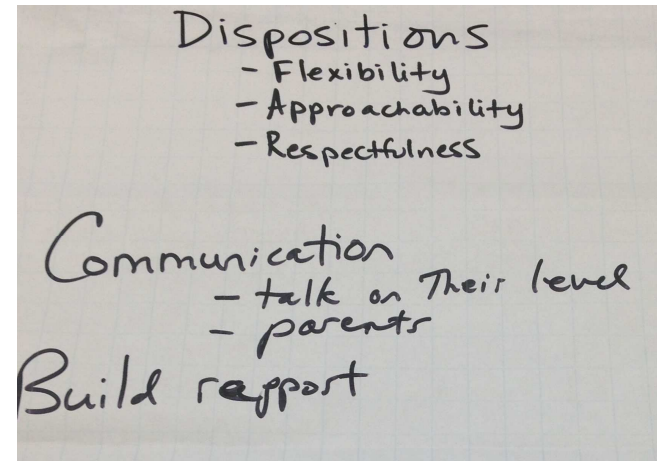 Dispositions
- Flexibility
- Approachability
- Respectfulness
Communication
- talk on Their level
- parents
Build rapport